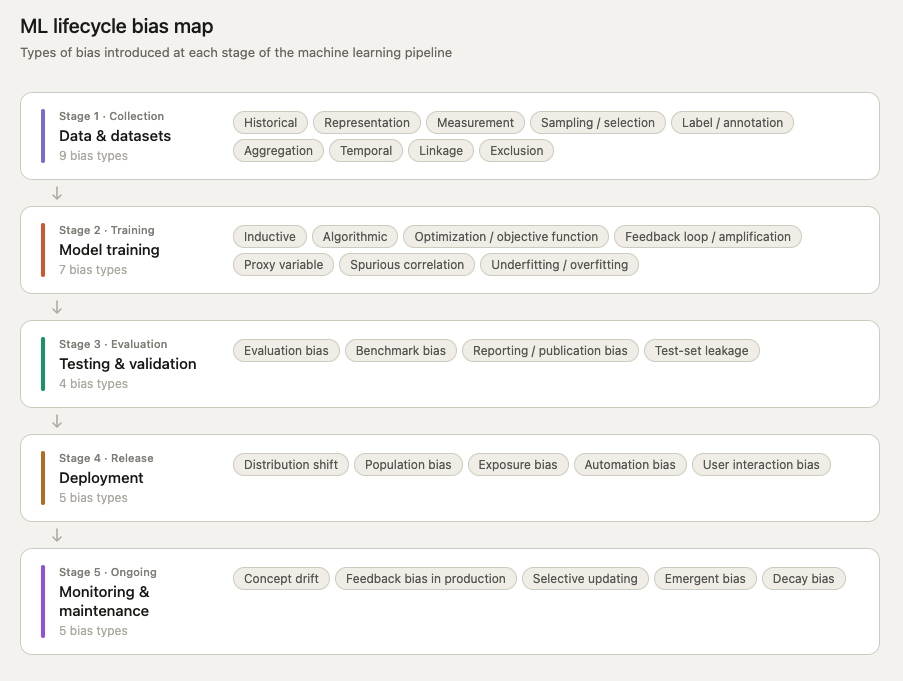 ML lifecycle bias map
Types of bias introduced at each stage of the machine learning pipeline
Stage 1 · Collection
Data & datasets
9 bias types
Historical Representation Measurement Sampling / selection Label / annotation
Aggregation Temporal Linkage Exclusion
Stage 2 · Training
Model training
7 bias types
Inductive Algorithmic Optimization / objective function Feedback loop / amplification
Proxy variable Spurious correlation Underfitting / overfitting
Stage 3 · Evaluation
Testing & validation
4 bias types
Evaluation bias Benchmark bias Reporting / publication bias Test-set leakage
Stage 4 · Release
Deployment
5 bias types
Distribution shift Population bias Exposure bias Automation bias User interaction bias
Stage 5 · Ongoing
Monitoring &
maintenance
5 bias types
Concept drift Feedback bias in production Selective updating Emergent bias Decay bias